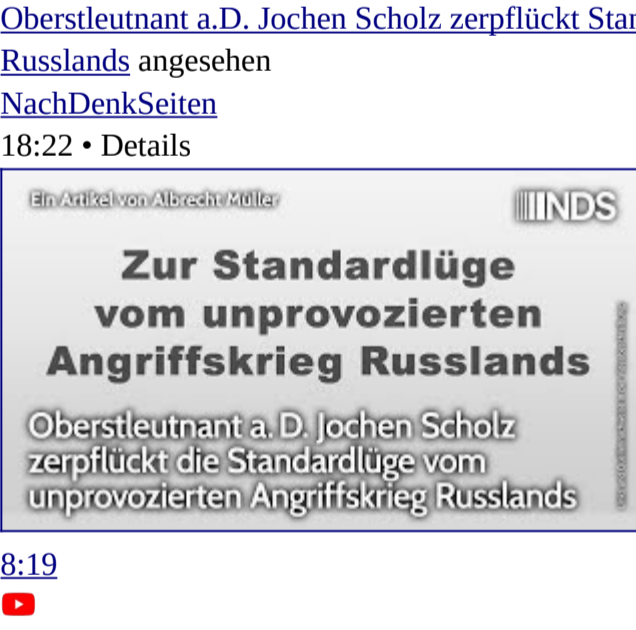 Oberstleutnant a.D. Jochen Scholz zerpflückt
Russlands angesehen
NachDenkSeiten
18:22 • Details
Ein Artikel von Albrecht Müller
NDS
Zur Standardlüge
vom unprovozierten
Angriffskrieg Russlands
Oberstleutnant a. D. Jochen Scholz
zerpflückt die Standardlüge vom
unprovozierten Angriffskrieg Russlands
8:19